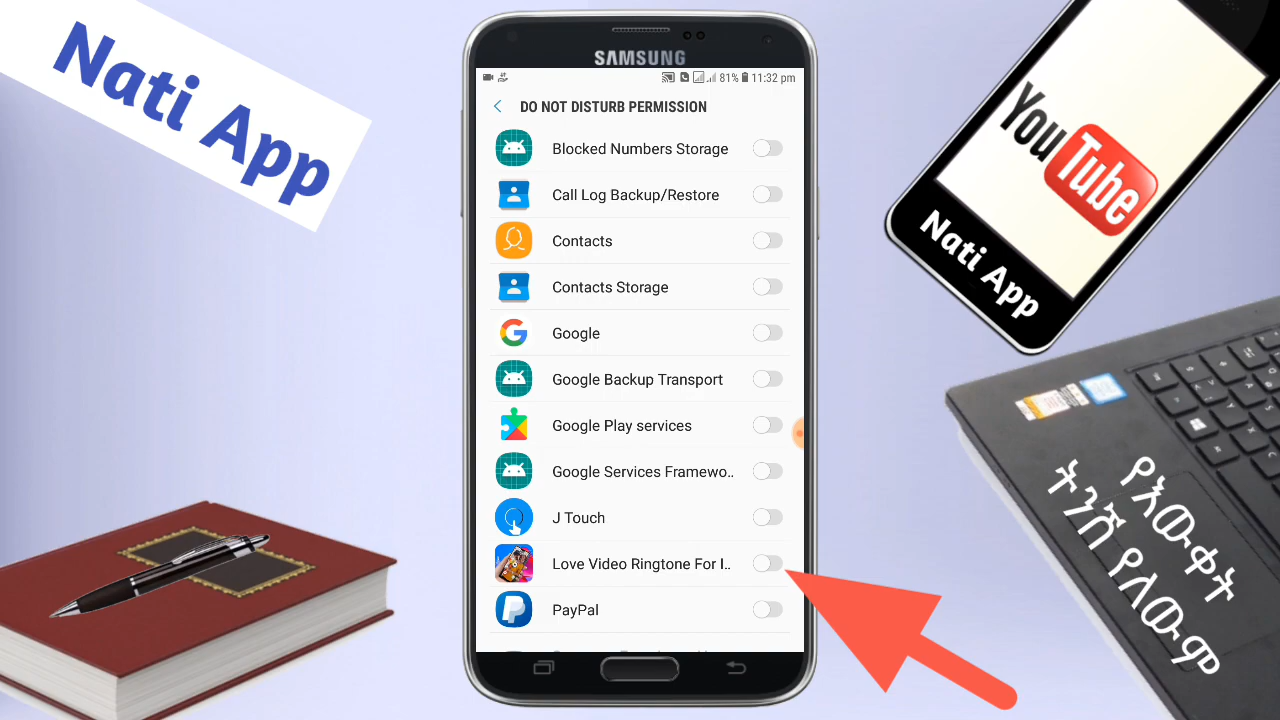 Nati App
SAMSUNG
81% 11:32 pm
DO NOT DISTURB PERMISSION
Blocked Numbers Storage
Call Log Backup/Restore
Contacts
Contacts Storage
Google
Google Backup Transport
Google Play services
Google Services Framewo..
J Touch
Love Video Ringtone For I..
PayPal
YouTube
Nati App
የእውቀት
ትንሽ የለውም